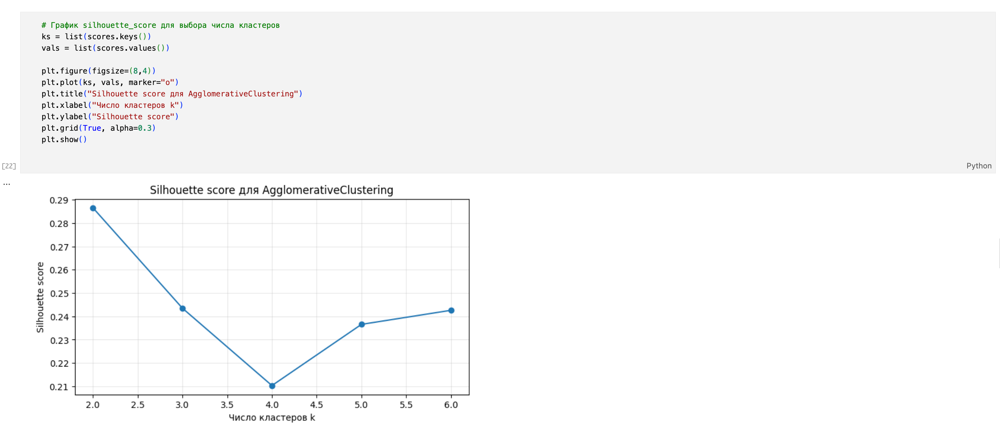 # График silhouette_score для выбора числа кластеров
ks = list(scores.keys())
vals = list(scores.values())
plt.figure(figsize=(8,4))
plt.plot(ks, vals, marker="o")
plt.title("Silhouette score для AgglomerativeClustering")
plt.xlabel("Число кластеров k")
plt.ylabel("Silhouette score")
plt.grid(True, alpha=0.3)
plt.show()
[22]
Python
...
Silhouette score для AgglomerativeClustering
0.29
0.28
0.27
0.26
0.25
0.24
0.23
0.22
0.21
Silhouette score
2.0 2.5 3.0 3.5 4.0 4.5 5.0 5.5 6.0
Число кластеров k